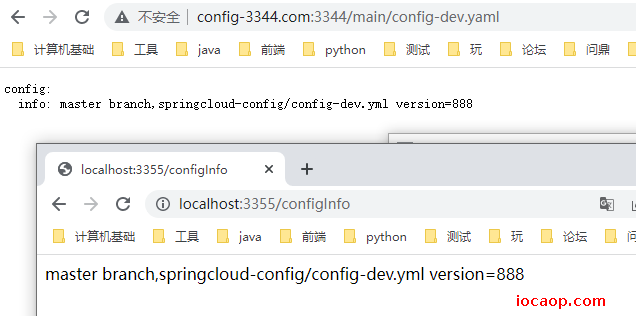 不安全 config-3344.com:3344/main/config-dev.yaml
计算机基础 工具 java 前端 python 测试 玩 论坛 问鼎
config:
info: master branch,springcloud-config/config-dev.yml version=888
localhost:3355/configInfo
localhost:3355/configInfo
计算机基础 工具 java 前端 python 测试 玩 论坛
master branch,springcloud-config/config-dev.yml version=888
iocaop.com